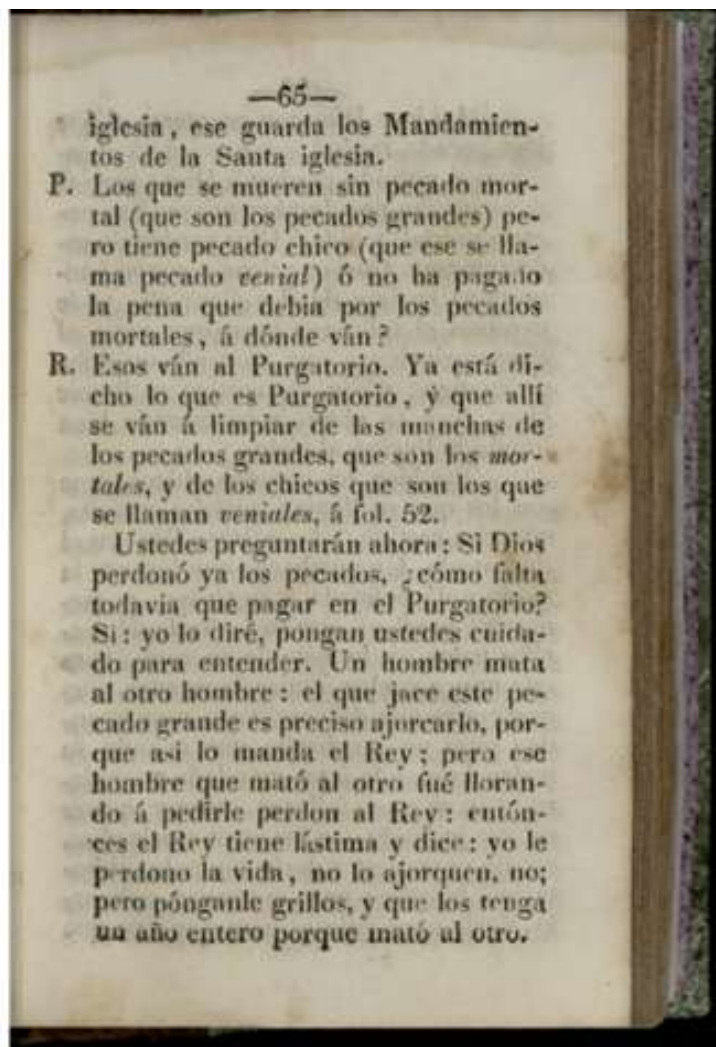 —65—
iglesia, ese guarda los Mandamien-
tos de la Santa iglesia.
P. Los que se mueren sin pecado mor-
tal (que son los pecados grandes) pe-
ro tiene pecado chico (que ese se lla-
ma pecado venial) ó no ha pagado
la pena que debia por los pecados
mortales, á dónde ván?
R. Esos ván al Purgatorio. Ya está di-
cho lo que es Purgatorio, y que allí
se ván á limpiar de las manchas de
los pecados grandes, que son los mor-
tales, y de los chicos que son los que
se llaman veniales, á fol. 52.
Ustedes preguntarán ahora: Si Dios
perdonó ya los pecados, ¿cómo falta
todavia que pagar en el Purgatorio?
Si: yo lo diré, pongan ustedes cuida-
do para entender. Un hombre mata
al otro hombre: el que jace este pe-
cado grande es preciso ajorcarlo, por-
que asi lo manda el Rey; pero ese
hombre que mató al otro fué lloran-
do á pedirle perdon al Rey: entón-
ces el Rey tiene lástima y dice: yo le
perdono la vida, no lo ajorquen, no;
pero pónganle grillos, y que los tenga
un año entero porque mató al otro.